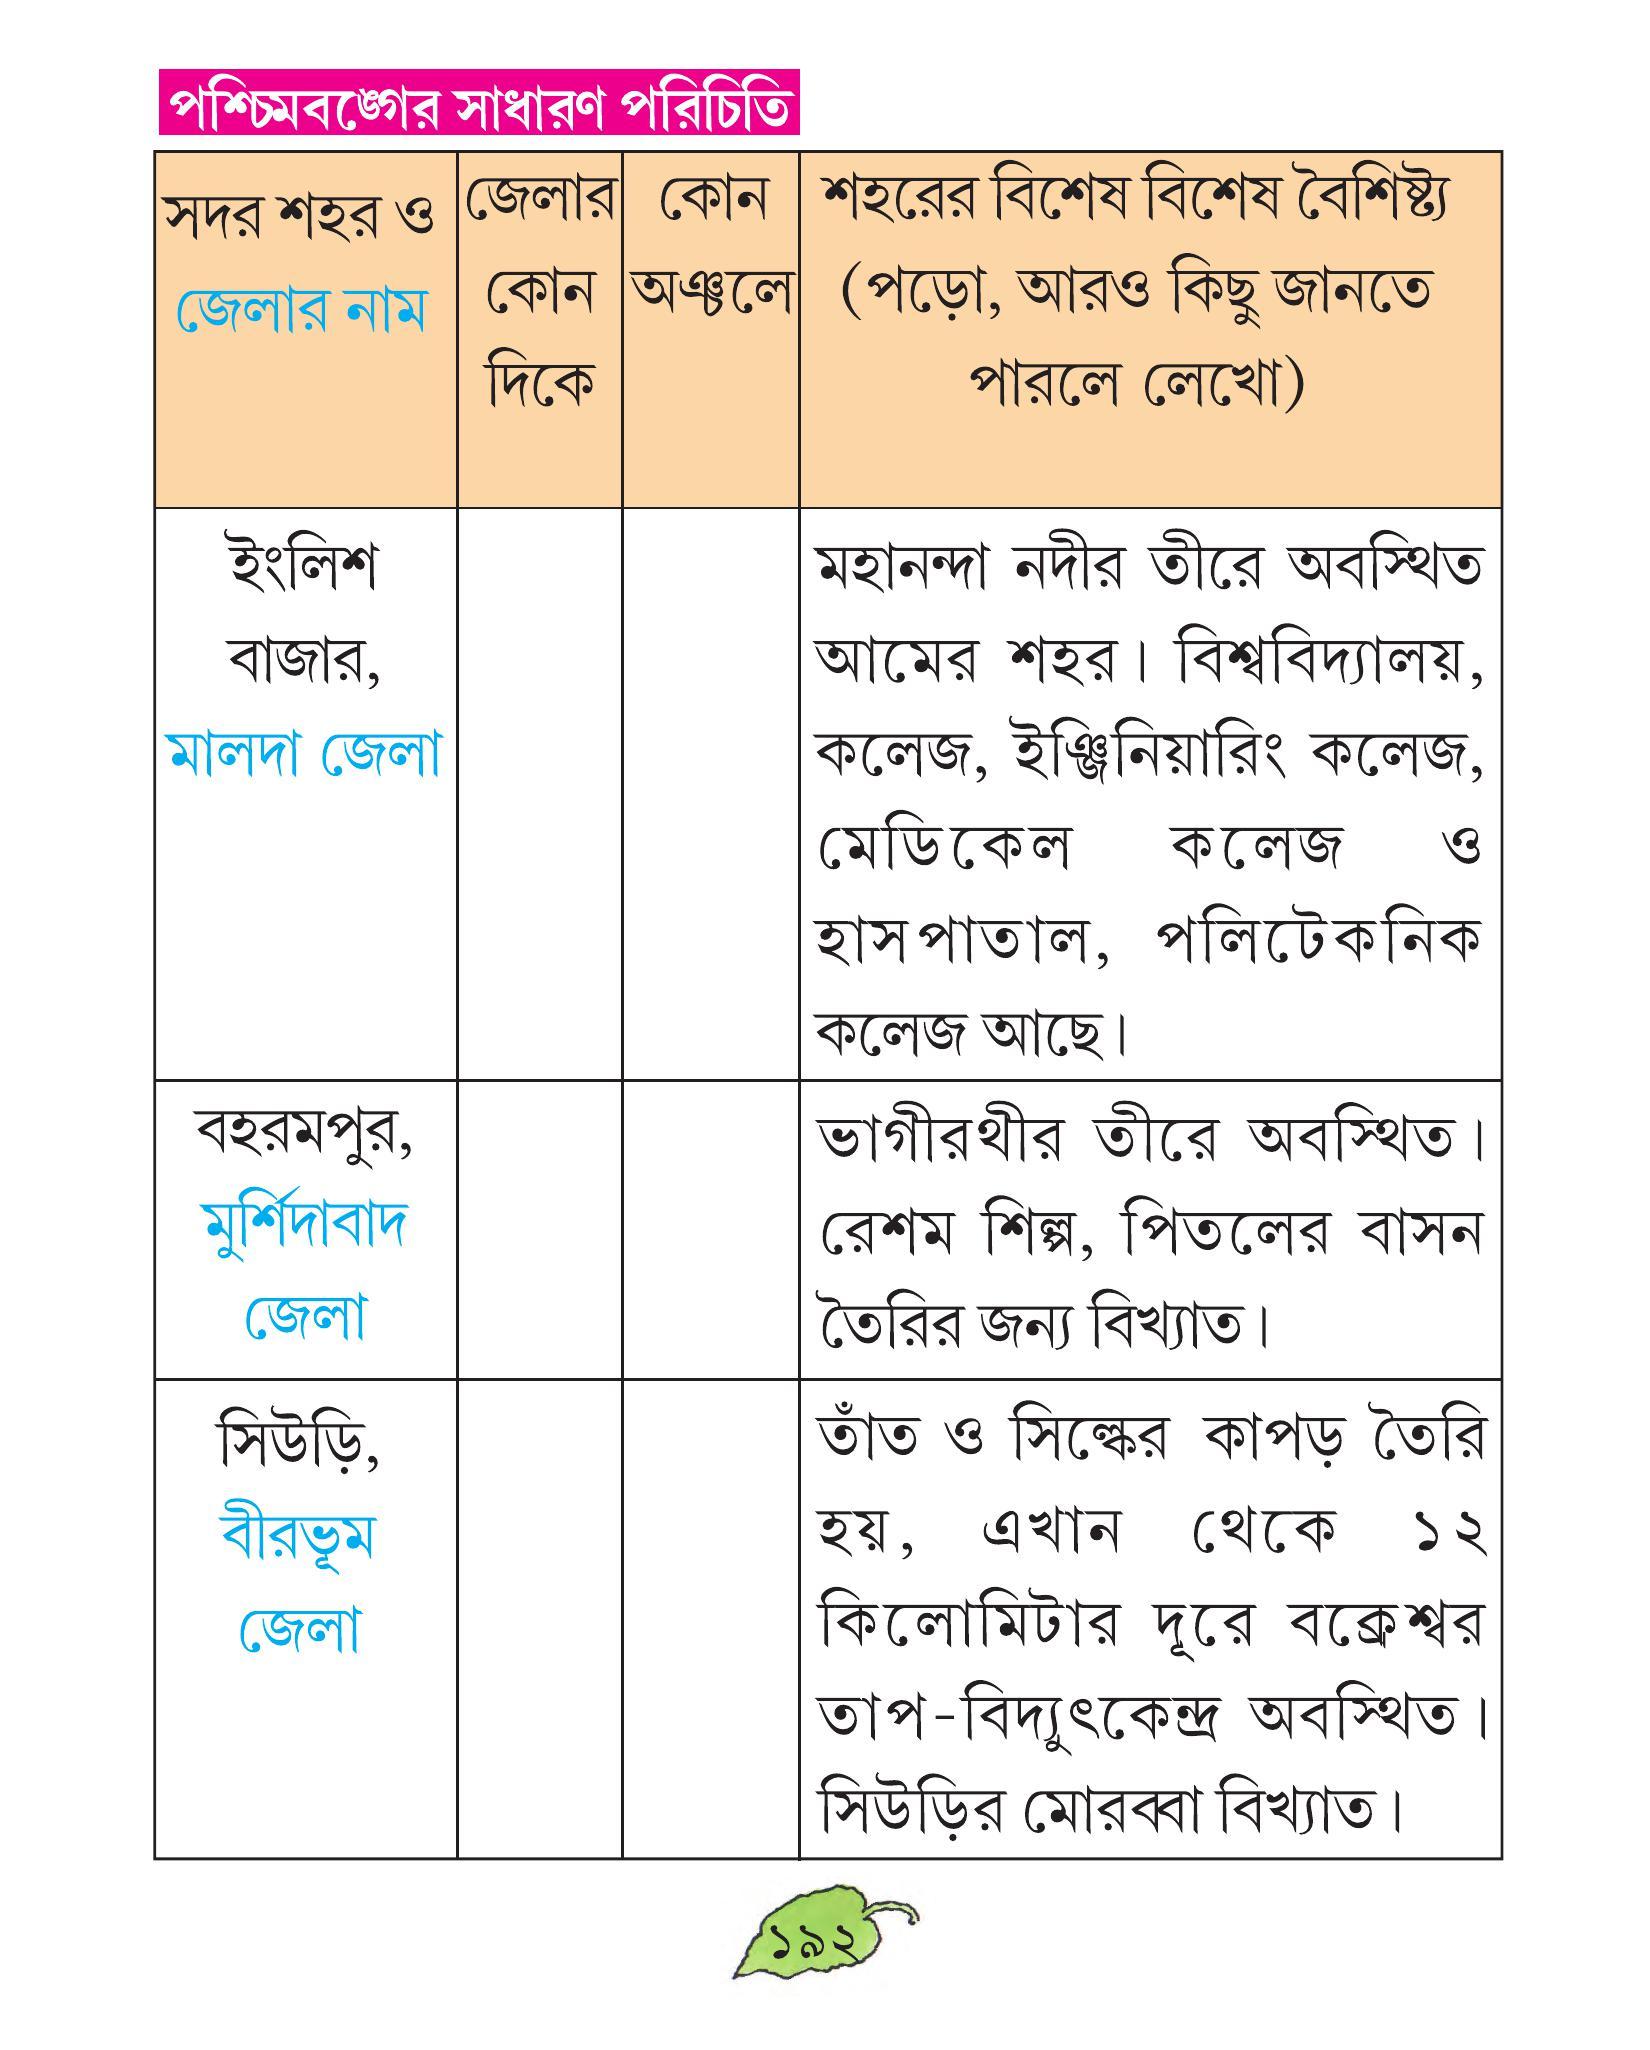 পশ্চিমবঙ্গের সাধারণ পরিচিতি
সদর শহর ও
জেলার নাম
জেলার
কোন
দিকে
কোন
অঞ্চলে
শহরের বিশেষ বিশেষ বৈশিষ্ট্য
(পড়ো, আরও কিছু জানতে
পারলে লেখো)
ইংলিশ
বাজার,
মালদা জেলা
মহানন্দা নদীর তীরে অবস্থিত
আমের শহর। বিশ্ববিদ্যালয়,
কলেজ, ইঞ্জিনিয়ারিং কলেজ,
মেডিকেল কলেজ ও
হাসপাতাল, পলিটেকনিক
কলেজ আছে।
বহরমপুর,
মুর্শিদাবাদ
জেলা
ভাগীরথীর তীরে অবস্থিত।
রেশম শিল্প, পিতলের বাসন
তৈরির জন্য বিখ্যাত।
সিউড়ি,
বীরভূম
জেলা
তাঁত ও সিল্কের কাপড় তৈরি
হয়, এখান থেকে ১২
কিলোমিটার দূরে বক্রেশ্বর
তাপ-বিদ্যুৎকেন্দ্র অবস্থিত।
সিউড়ির মোরব্বা বিখ্যাত।
১৯২